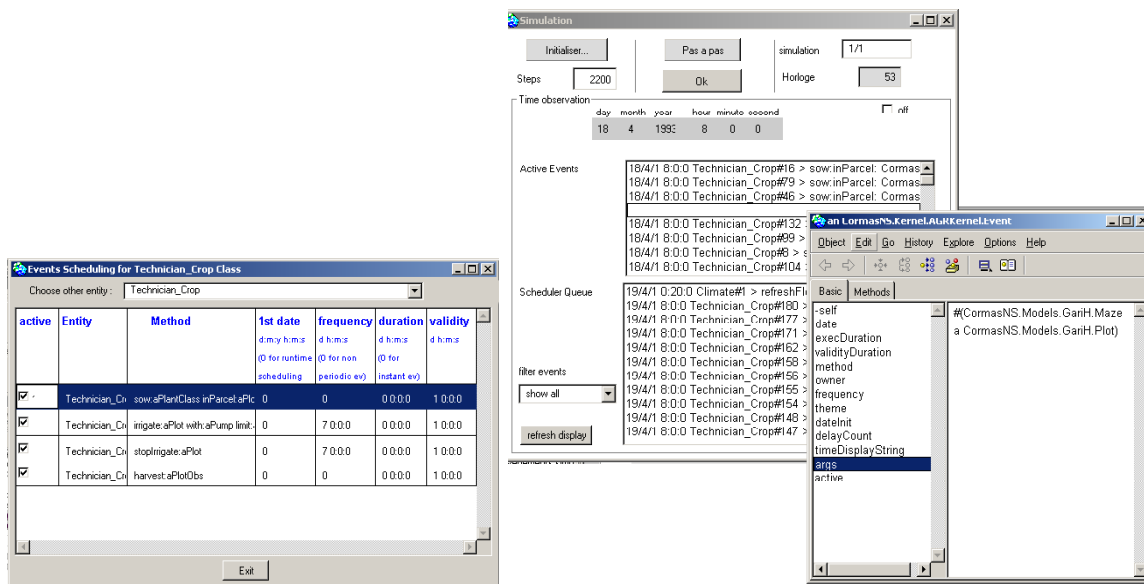 Simulation
Initialiser...
Pas a pas
simulation 1/1
Steps 2200
Ok
Horloge 53
Time observation
off
day month year hour minute second
18 4 1993 8 0 0
Active Events
18/4/1 8:0:0 Technician_Crop#16 > sow:inParcel: Cormas
18/4/1 8:0:0 Technician_Crop#79 > sow:inParcel: Cormas
18/4/1 8:0:0 Technician_Crop#46 > sow:inParcel: Cormas
18/4/1 8:0:0 Technician_Crop#132
18/4/1 8:0:0 Technician_Crop#99 >
18/4/1 8:0:0 Technician_Crop#8 > s
18/4/1 8:0:0 Technician_Crop#104 >
Scheduler Queue
19/4/1 0:20:0 Climate#1 > refreshFl
19/4/1 8:0:0 Technician_Crop#180 >
19/4/1 8:0:0 Technician_Crop#177 >
19/4/1 8:0:0 Technician_Crop#171 >
19/4/1 8:0:0 Technician_Crop#162 >
19/4/1 8:0:0 Technician_Crop#158 >
19/4/1 8:0:0 Technician_Crop#156 >
19/4/1 8:0:0 Technician_Crop#155 >
19/4/1 8:0:0 Technician_Crop#154 >
19/4/1 8:0:0 Technician_Crop#148 >
19/4/1 8:0:0 Technician_Crop#147 >
filter events
show all
refresh display
an CormasNS.Kernel.AGRKernel.Event
Object Edit Go History Explore Options Help
Basic Methods
-self
date
execDuration
validityDuration
method
owner
frequency
theme
dateInit
delayCount
timeDisplayString
args
active
#(CormasNS.Models.GariH.Maze
a CormasNS.Models.GariH.Plot)
Events Scheduling for Technician_Crop Class
Choose other entity : Technician_Crop
active Entity Method 1st date frequency duration validity
d:m:y h:m:s d h:m:s d h:m:s d h:m:s
(0 for runtime (0 for non (0 for
scheduling periodic ev) instant ev)
Technician_Cr sow:aPlantClass inParcel:aPlc 0 0 0 0:0:0 1 0:0:0
Technician_Cr irrigate:aPlot with:aPump limit: 0 7 0:0:0 0 0:0:0 1 0:0:0
Technician_Cr stopIrrigate:aPlot 0 7 0:0:0 0 0:0:0 1 0:0:0
Technician_Cr harvest:aPlotObs 0 0 0 0:0:0 1 0:0:0
Exit